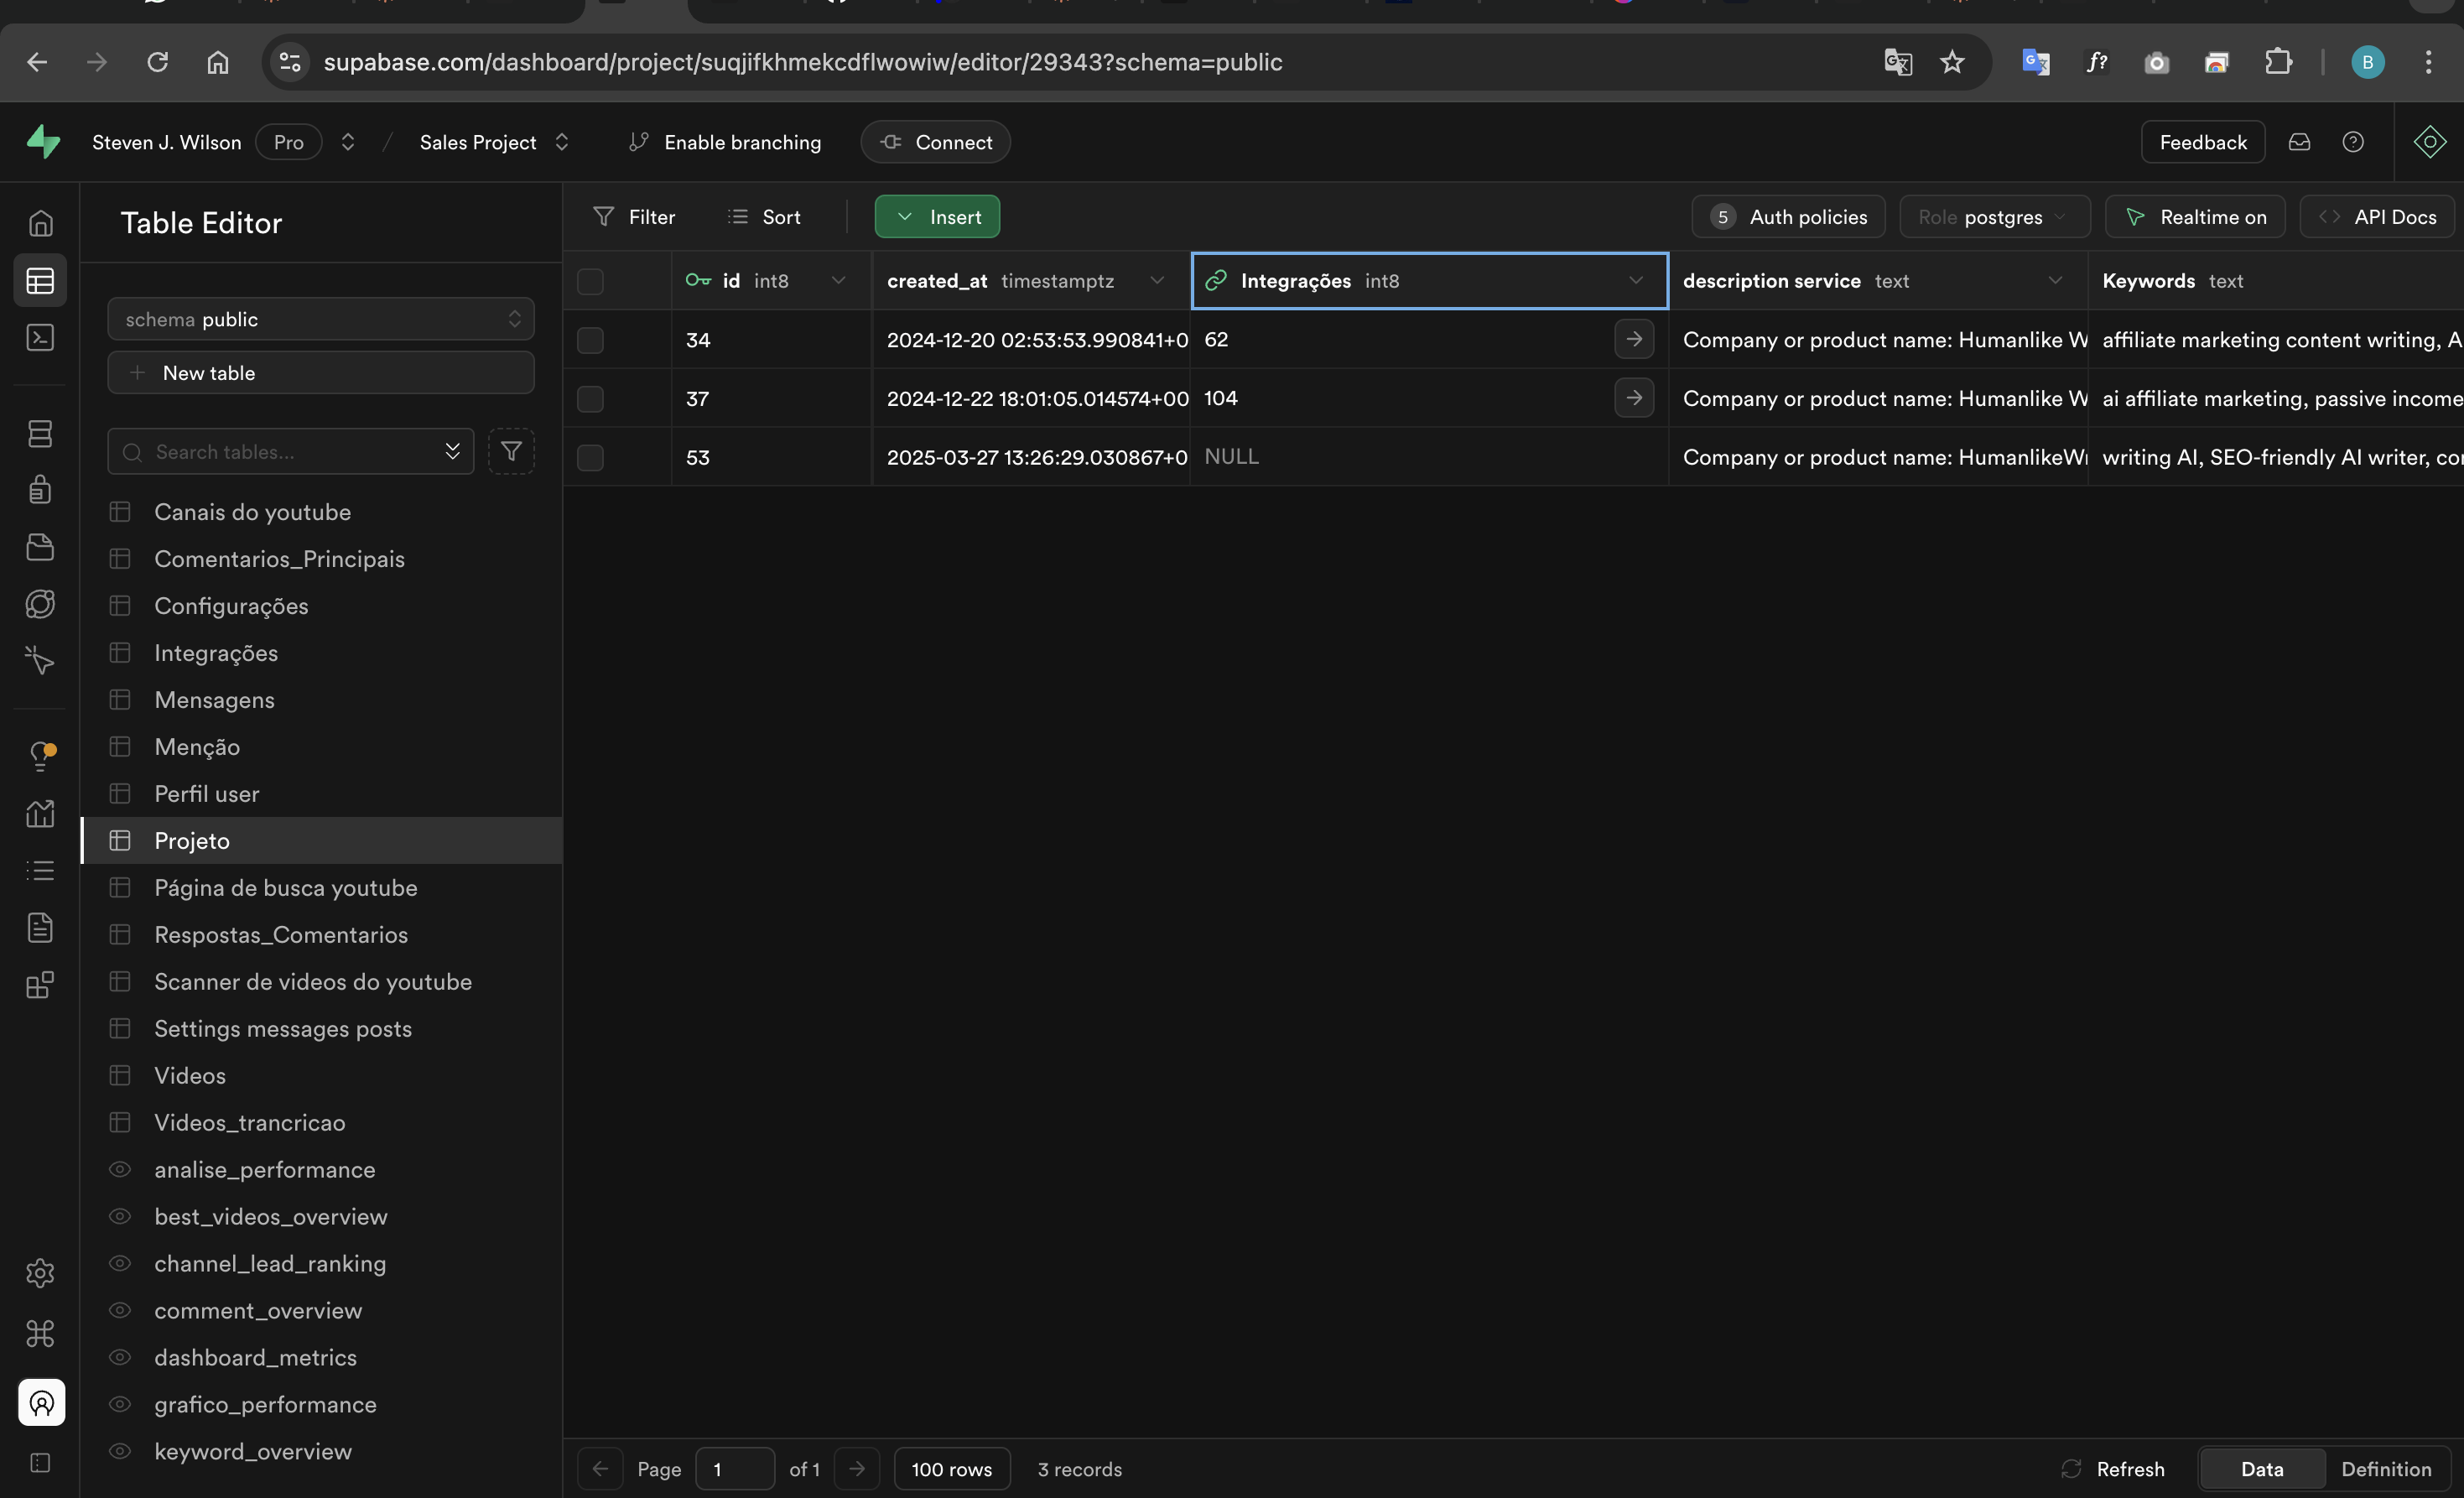 supabase.com/dashboard/project/suqjifkhmekcdflwowiw/editor/29343?schema=public
f?
B
Steven J. Wilson Pro / Sales Project Enable branching Connect Feedback
Table Editor
Filter Sort Insert 5 Auth policies Role postgres Realtime on API Docs
schema public
New table
Search tables...
Canais do youtube
Comentarios_Principais
Configurações
Integrações
Mensagens
Menção
Perfil user
Projeto
Página de busca youtube
Respostas_Comentarios
Scanner de videos do youtube
Settings messages posts
Videos
Videos_trancricao
analise_performance
best_videos_overview
channel_lead_ranking
comment_overview
dashboard_metrics
grafico_performance
keyword_overview
id int8 created_at timestamptz Integrações int8 description service text Keywords text
34 2024-12-20 02:53:53.990841+0 62 Company or product name: Humanlike W affiliate marketing content writing, A
37 2024-12-22 18:01:05.014574+00 104 Company or product name: Humanlike W ai affiliate marketing, passive income
53 2025-03-27 13:26:29.030867+0 NULL Company or product name: HumanlikeWr writing AI, SEO-friendly AI writer, co
Page 1 of 1 100 rows 3 records Refresh Data Definition